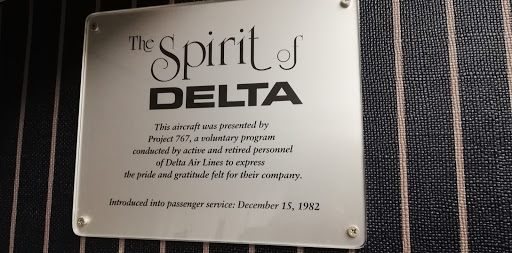 The Spirit of
DELTA
This aircraft was presented by
Project 767, a voluntary program
conducted by active and retired personnel
of Delta Air Lines to express
the pride and gratitude felt for their company.
Introduced into passenger service: December 15, 1982